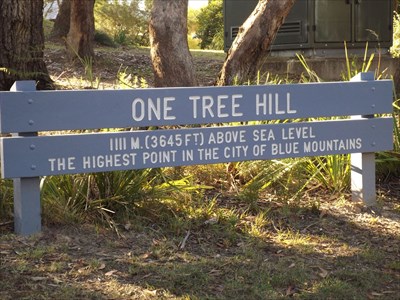 ONE TREE HILL
1111 M. (3645 FT) ABOVE SEA LEVEL
THE HIGHEST POINT IN THE CITY OF BLUE MOUNTAINS